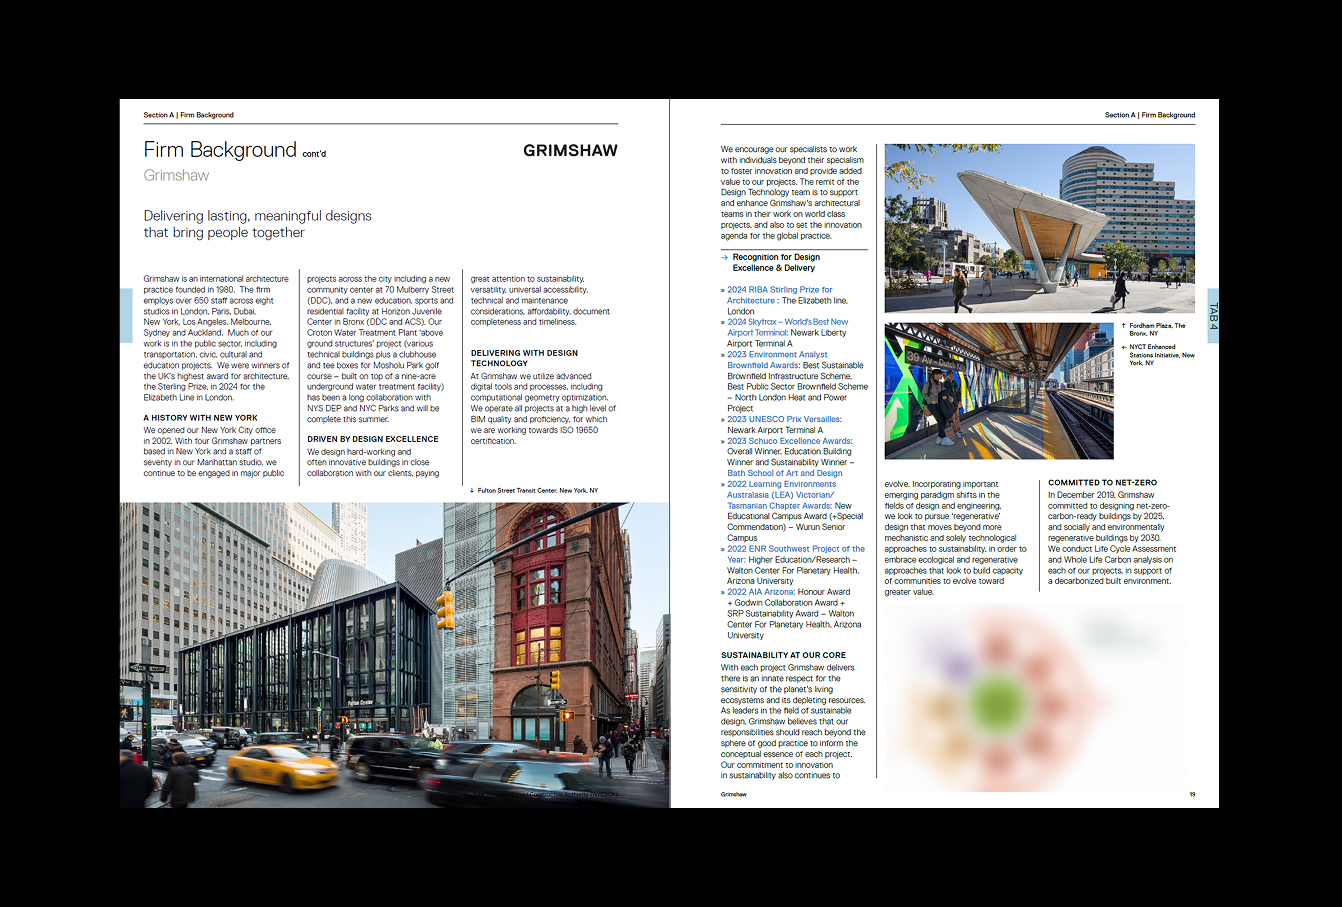 Section A | Firm Background
Firm Background cont'd
GRIMSHAW
Grimshaw
Delivering lasting, meaningful designs
that bring people together
Grimshaw is an international architecture
practice founded in 1980.  The firm
employs over 650 staff across eight
studios in London, Paris, Dubai,
New York, Los Angeles, Melbourne,
Sydney and Auckland.  Much of our
work is in the public sector, including
transportation, civic, cultural and
education projects.  We were winners of
the UK's highest award for architecture,
the Sterling Prize, in 2024 for the
Elizabeth Line in London.
A HISTORY WITH NEW YORK
We opened our New York City office
in 2002. With four Grimshaw partners
based in New York and a staff of
seventy in our Manhattan studio, we
continue to be engaged in major public
projects across the city including a new
community center at 70 Mulberry Street
(DDC), and a new education, sports and
residential facility at Horizon Juvenile
Center in Bronx (DDC and ACS). Our
Croton Water Treatment Plant 'above
ground structures' project (various
technical buildings plus a clubhouse
and tee boxes for Mosholu Park golf
course – built on top of a nine-acre
underground water treatment facility)
has been a long collaboration with
NYS DEP and NYC Parks and will be
complete this summer.
DRIVEN BY DESIGN EXCELLENCE
We design hard-working and
often innovative buildings in close
collaboration with our clients, paying
great attention to sustainability,
versatility, universal accessibility,
technical and maintenance
considerations, affordability, document
completeness and timeliness.
DELIVERING WITH DESIGN
TECHNOLOGY
At Grimshaw we utilize advanced
digital tools and processes, including
computational geometry optimization.
We operate all projects at a high level of
BIM quality and proficiency, for which
we are working towards ISO 19650
certification.
↓ Fulton Street Transit Center, New York, NY
Fulton Center
Section A | Firm Background
We encourage our specialists to work
with individuals beyond their specialism
to foster innovation and provide added
value to our projects. The remit of the
Design Technology team is to support
and enhance Grimshaw's architectural
teams in their work on world class
projects, and also to set the innovation
agenda for the global practice.
→ Recognition for Design
Excellence & Delivery
» 2024 RIBA Stirling Prize for
Architecture : The Elizabeth line,
London
» 2024 Skytrax – World's Best New
Airport Terminal: Newark Liberty
Airport Terminal A
» 2023 Environment Analyst
Brownfield Awards: Best Sustainable
Brownfield Infrastructure Scheme,
Best Public Sector Brownfield Scheme
– North London Heat and Power
Project
» 2023 UNESCO Prix Versailles:
Newark Airport Terminal A
» 2023 Schuco Excellence Awards:
Overall Winner, Education Building
Winner and Sustainability Winner –
Bath School of Art and Design
» 2022 Learning Environments
Australasia (LEA) Victorian/
Tasmanian Chapter Awards: New
Educational Campus Award (+Special
Commendation) – Wurun Senior
Campus
» 2022 ENR Southwest Project of the
Year: Higher Education/Research –
Walton Center For Planetary Health,
Arizona University
» 2022 AIA Arizona: Honour Award
+ Godwin Collaboration Award +
SRP Sustainability Award – Walton
Center For Planetary Health, Arizona
University
SUSTAINABILITY AT OUR CORE
With each project Grimshaw delivers
there is an innate respect for the
sensitivity of the planet's living
ecosystems and its depleting resources.
As leaders in the field of sustainable
design, Grimshaw believes that our
responsibilities should reach beyond the
sphere of good practice to inform the
conceptual essence of each project.
Our commitment to innovation
in sustainability also continues to
↑ Fordham Plaza, The
Bronx, NY
← NYCT Enhanced
Stations Initiative, New
York, NY
TAB 4
39 Av
evolve. Incorporating important
emerging paradigm shifts in the
fields of design and engineering,
we look to pursue 'regenerative'
design that moves beyond more
mechanistic and solely technological
approaches to sustainability, in order to
embrace ecological and regenerative
approaches that look to build capacity
of communities to evolve toward
greater value.
COMMITTED TO NET-ZERO
In December 2019, Grimshaw
committed to designing net-zero-
carbon-ready buildings by 2025,
and socially and environmentally
regenerative buildings by 2030.
We conduct Life Cycle Assessment
and Whole Life Carbon analysis on
each of our projects, in support of
a decarbonized built environment.
Grimshaw
19